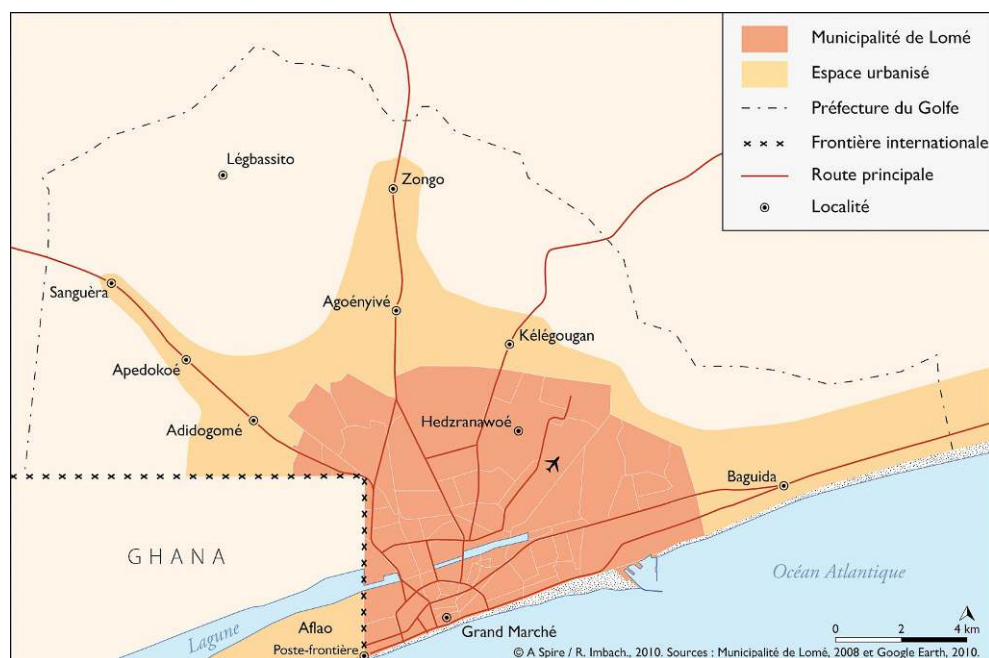 Municipalité de Lomé
Espace urbanisé
Préfecture du Golfe
Frontière internationale
Route principale
Localité
Légbassito
Zongo
Sanguèra
Agoényivé
Kélégougan
Apedokoé
Adidogomé
Hedzranawoé
Baguida
GHANA
Océan Atlantique
Lagune
Aflao
Poste-frontière
Grand Marché
0 2 4 km
© A Spire / R. Imbach., 2010. Sources : Municipalité de Lomé, 2008 et Google Earth, 2010.